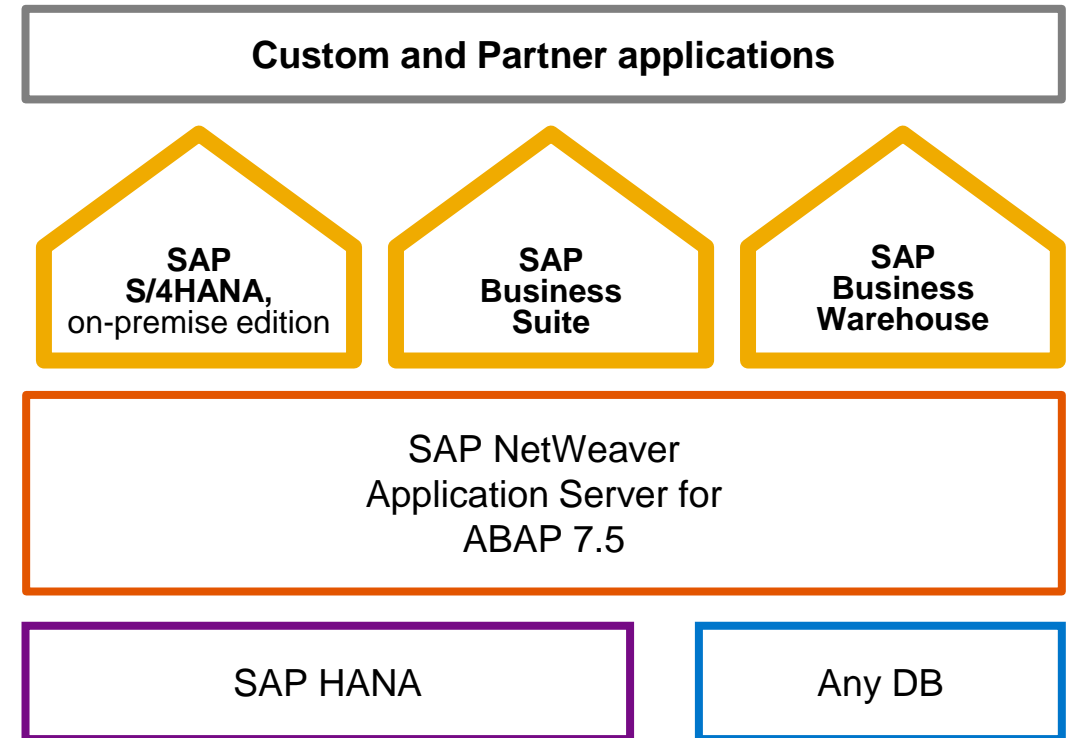 Custom and Partner applications
SAP
S/4HANA,
on-premise edition
SAP
Business
Suite
SAP
Business
Warehouse
SAP NetWeaver
Application Server for
ABAP 7.5
SAP HANA
Any DB